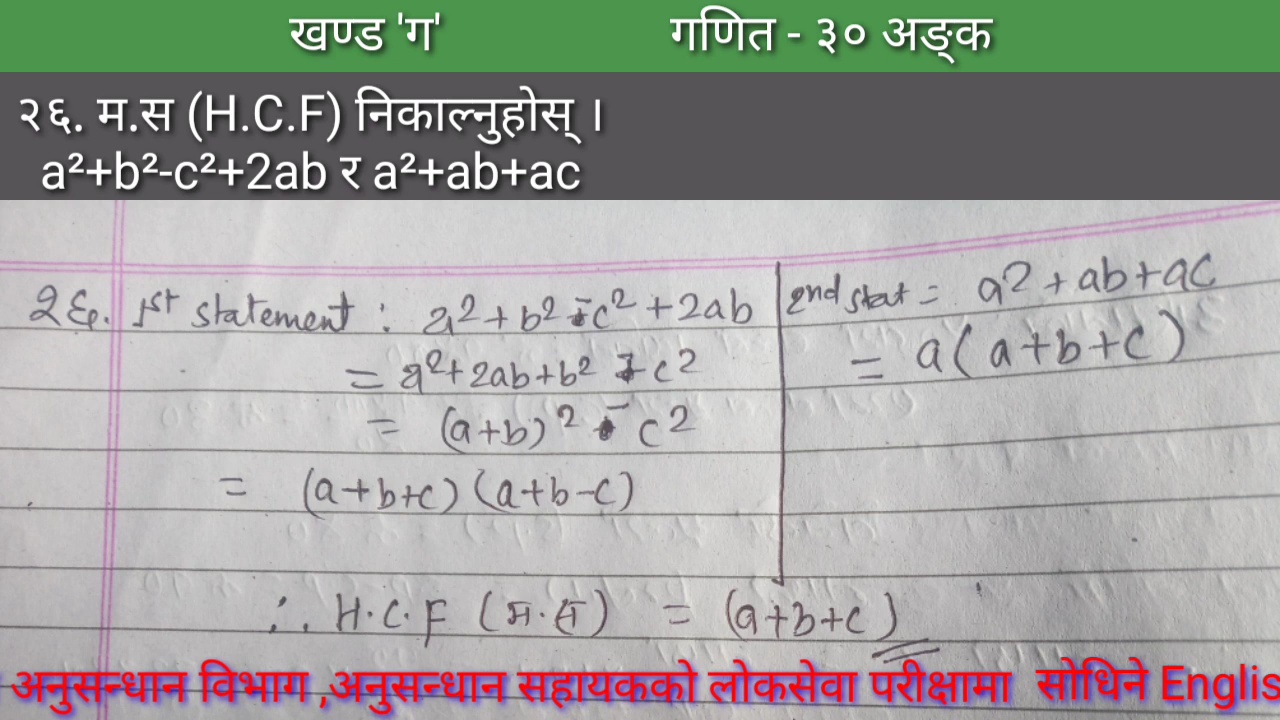 खण्ड 'ग' गणित - ३० अङ्क
२६. म.स (H.C.F) निकाल्नुहोस् ।
a²+b²-c²+2ab र a²+ab+ac
२६. 1st statement : a²+b²-c²+2ab
= a²+2ab+b²-c²
= (a+b)²-c²
= (a+b+c)(a+b-c)
2nd stat = a²+ab+ac
= a(a+b+c)
∴ H.C.F (म.स) = (a+b+c)
अनुसन्धान विभाग ,अनुसन्धान सहायकको लोकसेवा परीक्षामा सोधिने Englis